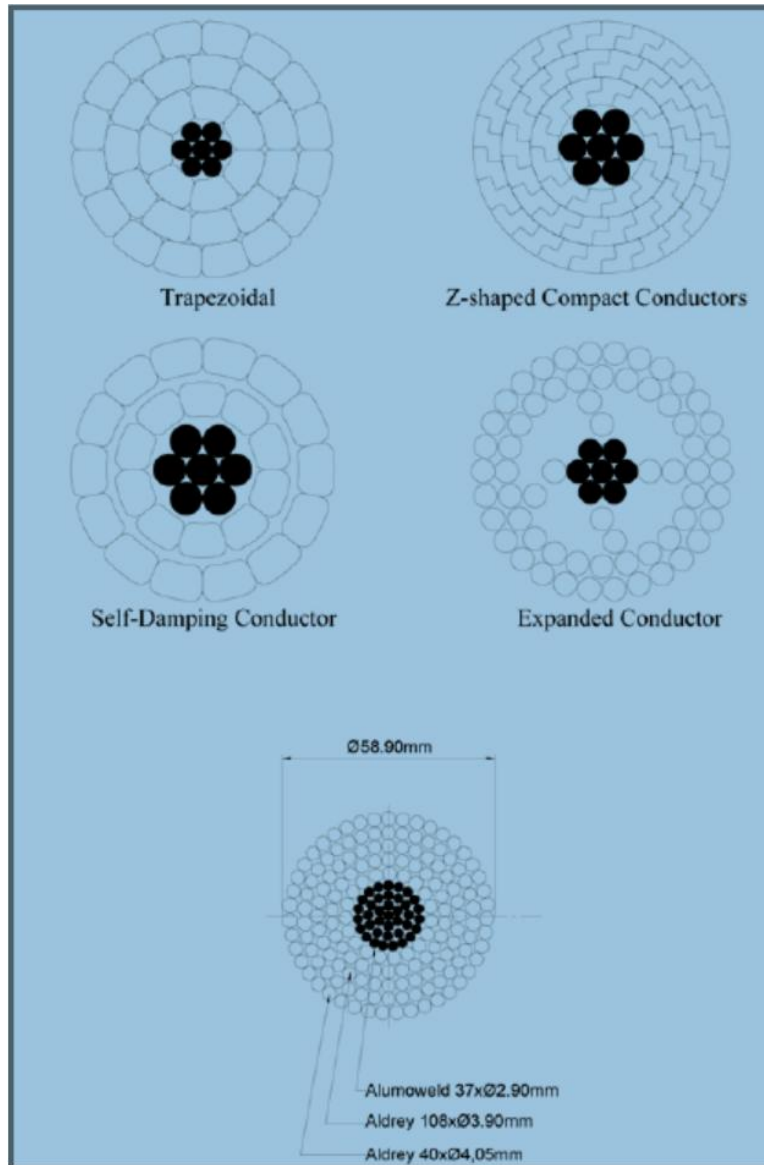 Trapezoidal
Z-shaped Compact Conductors
Self-Damping Conductor
Expanded Conductor
Ø58.90mm
Alumoweld 37xØ2.90mm
Aldrey 108xØ3.90mm
Aldrey 40xØ4,05mm